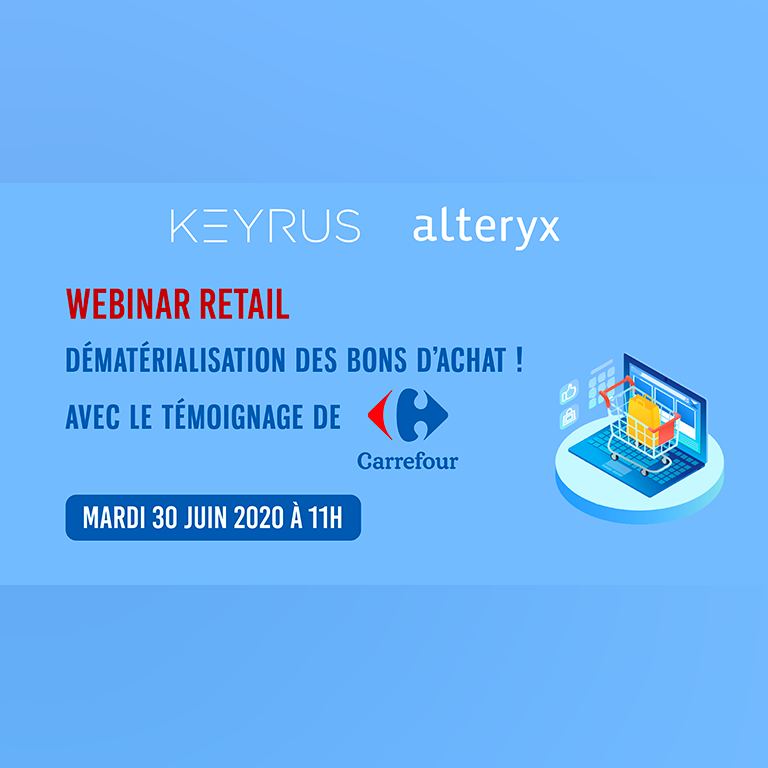 KEYRUS alteryx
WEBINAR RETAIL
DÉMATÉRIALISATION DES BONS D'ACHAT !
AVEC LE TÉMOIGNAGE DE
Carrefour
MARDI 30 JUIN 2020 À 11H